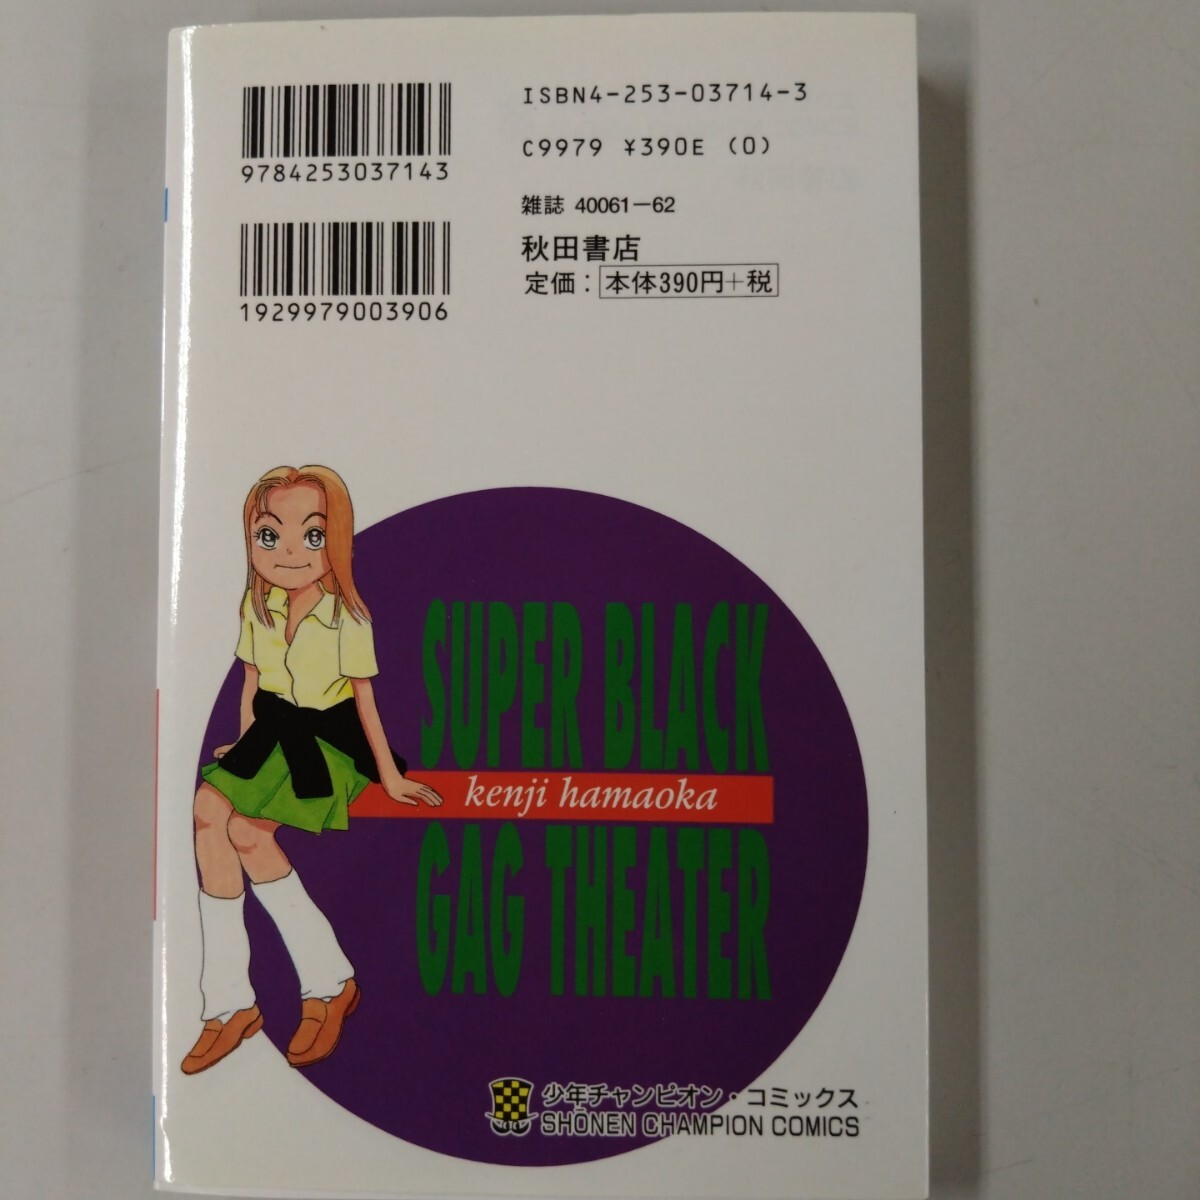 9784253037143
1929979003906
ISBN4-253-03714-3
C9979 ¥390E (0)
雑誌 40061-62
秋田書店
定価：本体390円+税
SUPER BLACK
kenji hamaoka
GAG THEATER
少年チャンピオン・コミックス
SHŌNEN CHAMPION COMICS